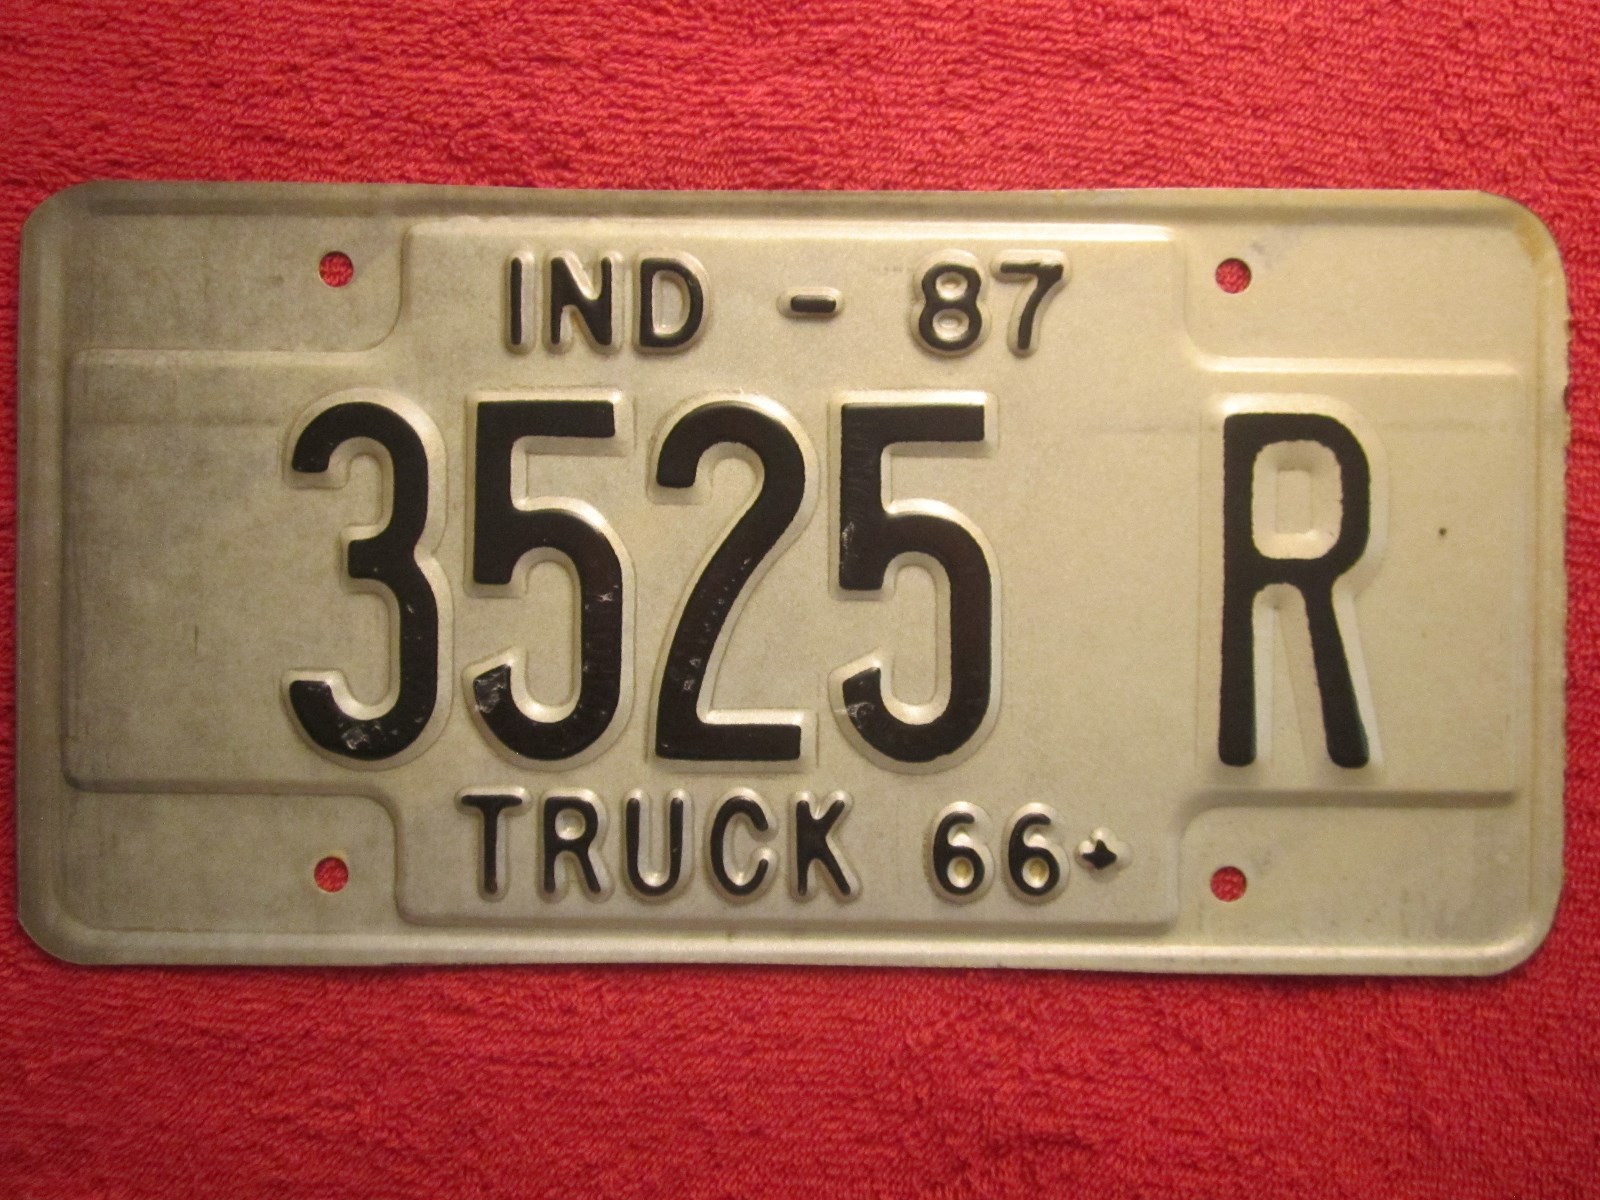 IND - 87
3525 R
TRUCK 66+